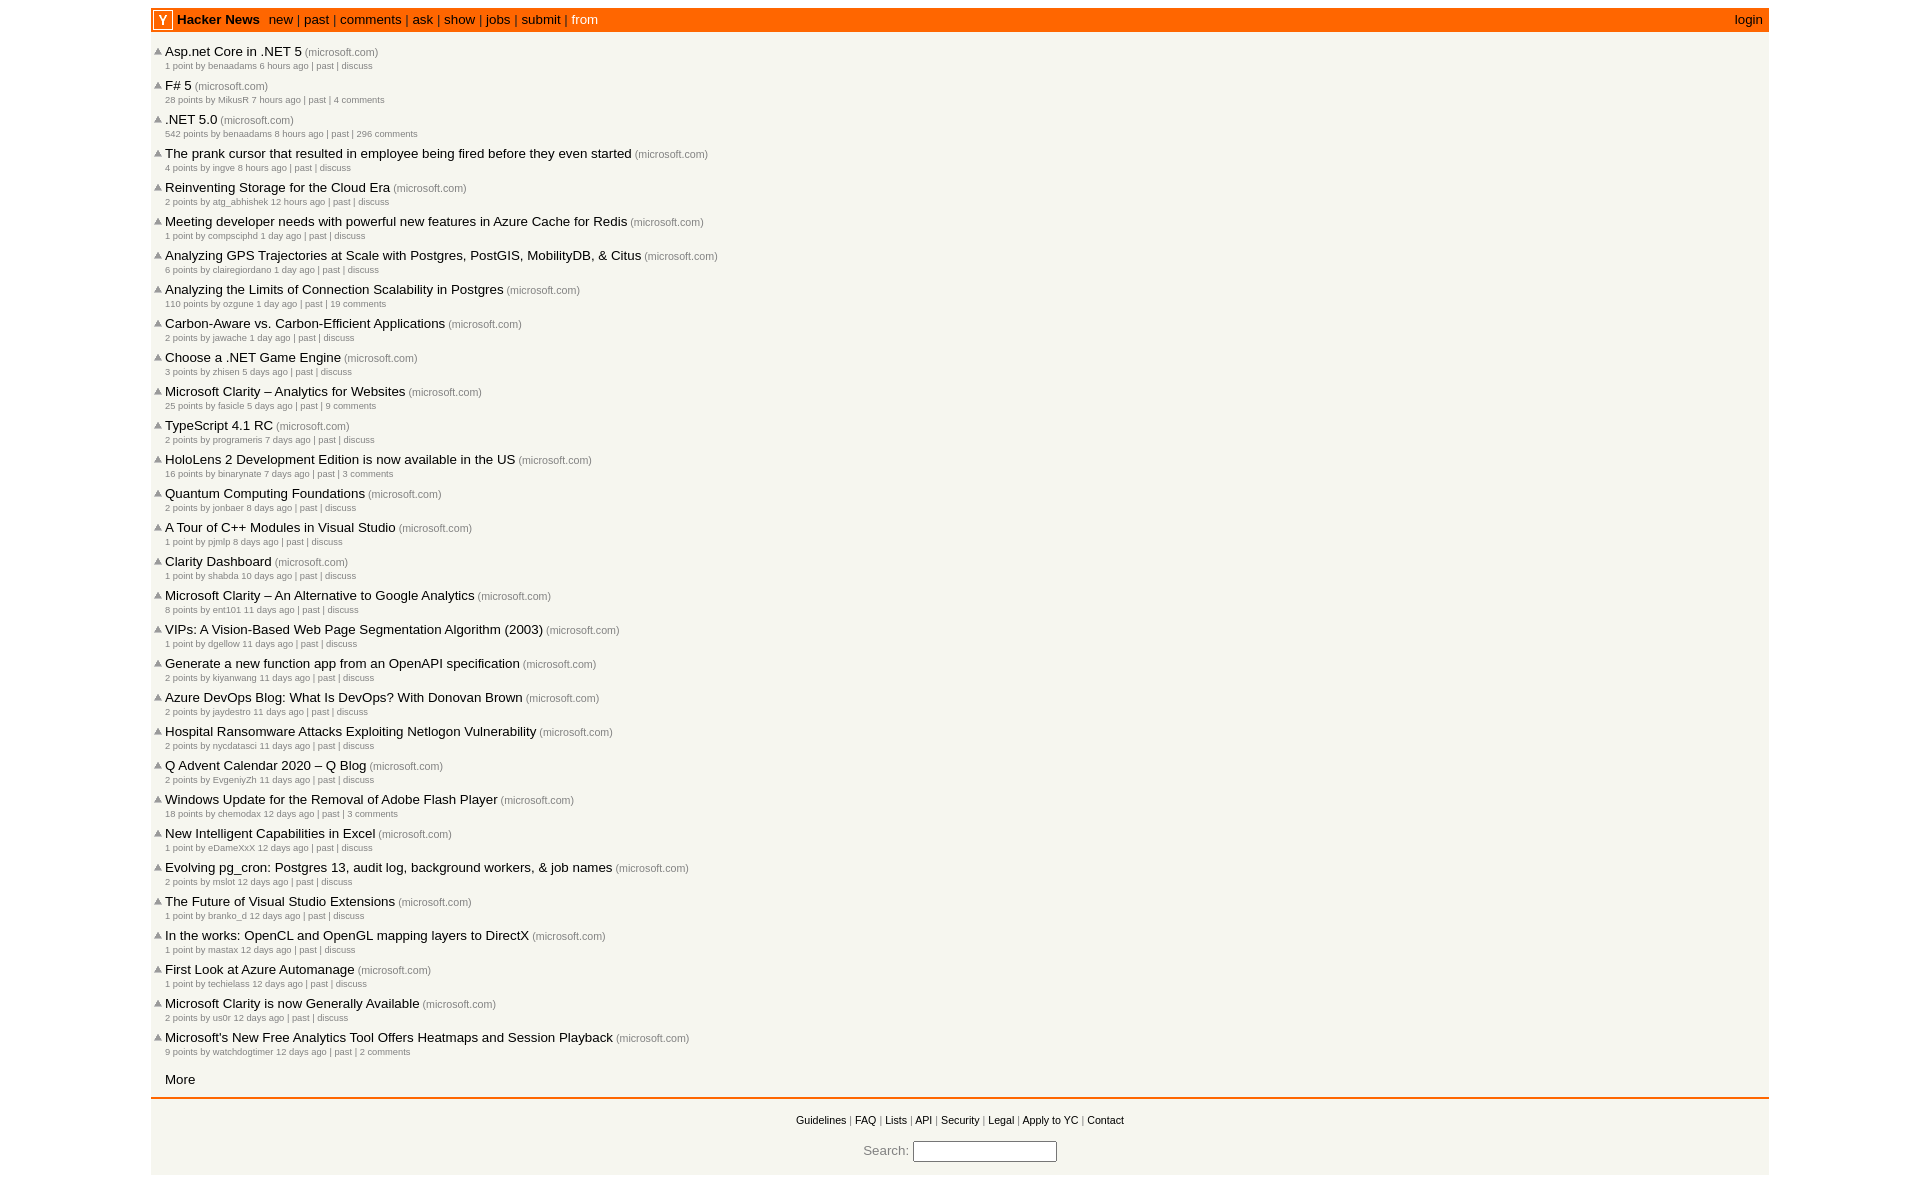 Y Hacker News new | past | comments | ask | show | jobs | submit | from login
Asp.net Core in .NET 5 (microsoft.com)
1 point by benaadams 6 hours ago | past | discuss
F# 5 (microsoft.com)
28 points by MikusR 7 hours ago | past | 4 comments
.NET 5.0 (microsoft.com)
542 points by benaadams 8 hours ago | past | 296 comments
The prank cursor that resulted in employee being fired before they even started (microsoft.com)
4 points by ingve 8 hours ago | past | discuss
Reinventing Storage for the Cloud Era (microsoft.com)
2 points by atg_abhishek 12 hours ago | past | discuss
Meeting developer needs with powerful new features in Azure Cache for Redis (microsoft.com)
1 point by compsciphd 1 day ago | past | discuss
Analyzing GPS Trajectories at Scale with Postgres, PostGIS, MobilityDB, & Citus (microsoft.com)
6 points by clairegiordano 1 day ago | past | discuss
Analyzing the Limits of Connection Scalability in Postgres (microsoft.com)
110 points by ozgune 1 day ago | past | 19 comments
Carbon-Aware vs. Carbon-Efficient Applications (microsoft.com)
2 points by jawache 1 day ago | past | discuss
Choose a .NET Game Engine (microsoft.com)
3 points by zhisen 5 days ago | past | discuss
Microsoft Clarity – Analytics for Websites (microsoft.com)
25 points by fasicle 5 days ago | past | 9 comments
TypeScript 4.1 RC (microsoft.com)
2 points by programeris 7 days ago | past | discuss
HoloLens 2 Development Edition is now available in the US (microsoft.com)
16 points by binarynate 7 days ago | past | 3 comments
Quantum Computing Foundations (microsoft.com)
2 points by jonbaer 8 days ago | past | discuss
A Tour of C++ Modules in Visual Studio (microsoft.com)
1 point by pjmlp 8 days ago | past | discuss
Clarity Dashboard (microsoft.com)
1 point by shabda 10 days ago | past | discuss
Microsoft Clarity – An Alternative to Google Analytics (microsoft.com)
8 points by ent101 11 days ago | past | discuss
VIPs: A Vision-Based Web Page Segmentation Algorithm (2003) (microsoft.com)
1 point by dgellow 11 days ago | past | discuss
Generate a new function app from an OpenAPI specification (microsoft.com)
2 points by kiyanwang 11 days ago | past | discuss
Azure DevOps Blog: What Is DevOps? With Donovan Brown (microsoft.com)
2 points by jaydestro 11 days ago | past | discuss
Hospital Ransomware Attacks Exploiting Netlogon Vulnerability (microsoft.com)
2 points by nycdatasci 11 days ago | past | discuss
Q Advent Calendar 2020 – Q Blog (microsoft.com)
2 points by EvgeniyZh 11 days ago | past | discuss
Windows Update for the Removal of Adobe Flash Player (microsoft.com)
18 points by chemodax 12 days ago | past | 3 comments
New Intelligent Capabilities in Excel (microsoft.com)
1 point by eDameXxX 12 days ago | past | discuss
Evolving pg_cron: Postgres 13, audit log, background workers, & job names (microsoft.com)
2 points by mslot 12 days ago | past | discuss
The Future of Visual Studio Extensions (microsoft.com)
1 point by branko_d 12 days ago | past | discuss
In the works: OpenCL and OpenGL mapping layers to DirectX (microsoft.com)
1 point by mastax 12 days ago | past | discuss
First Look at Azure Automanage (microsoft.com)
1 point by techielass 12 days ago | past | discuss
Microsoft Clarity is now Generally Available (microsoft.com)
2 points by us0r 12 days ago | past | discuss
Microsoft's New Free Analytics Tool Offers Heatmaps and Session Playback (microsoft.com)
9 points by watchdogtimer 12 days ago | past | 2 comments
More
Guidelines | FAQ | Lists | API | Security | Legal | Apply to YC | Contact
Search: